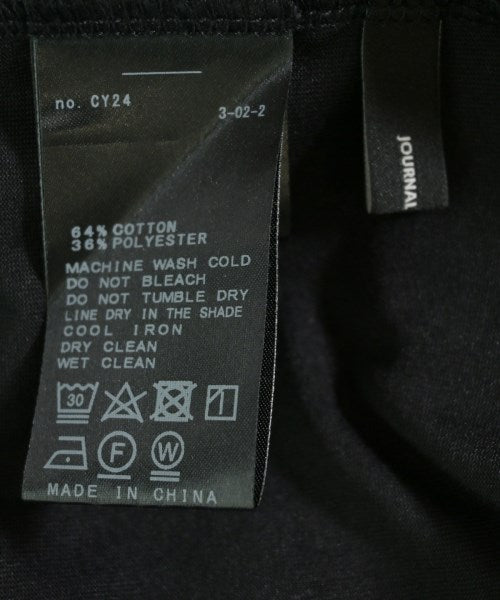 no. CY24
3-02-2
64% COTTON
36% POLYESTER
MACHINE WASH COLD
DO NOT BLEACH
DO NOT TUMBLE DRY
LINE DRY IN THE SHADE
COOL IRON
DRY CLEAN
WET CLEAN
30
F
W
MADE IN CHINA
JOURNAL